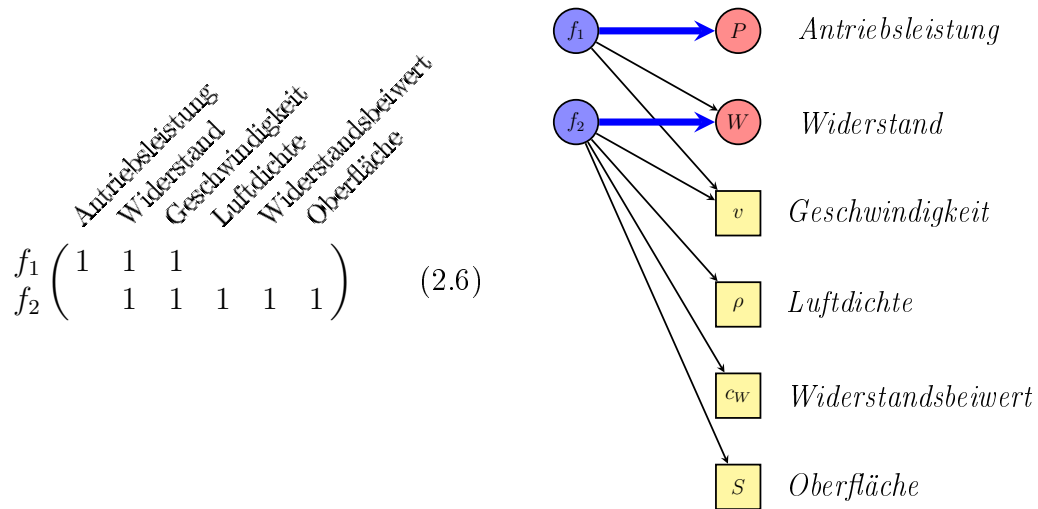 Antriebsleistung
Widerstand
Geschwindigkeit
Luftdichte
Widerstandsbeiwert
Oberfläche
f₁ ( 1 1 1 )
f₂ ( 1 1 1 1 1 )
(2.6)
f₁ P Antriebsleistung
f₂ W Widerstand
v Geschwindigkeit
ρ Luftdichte
c_W Widerstandsbeiwert
S Oberfläche